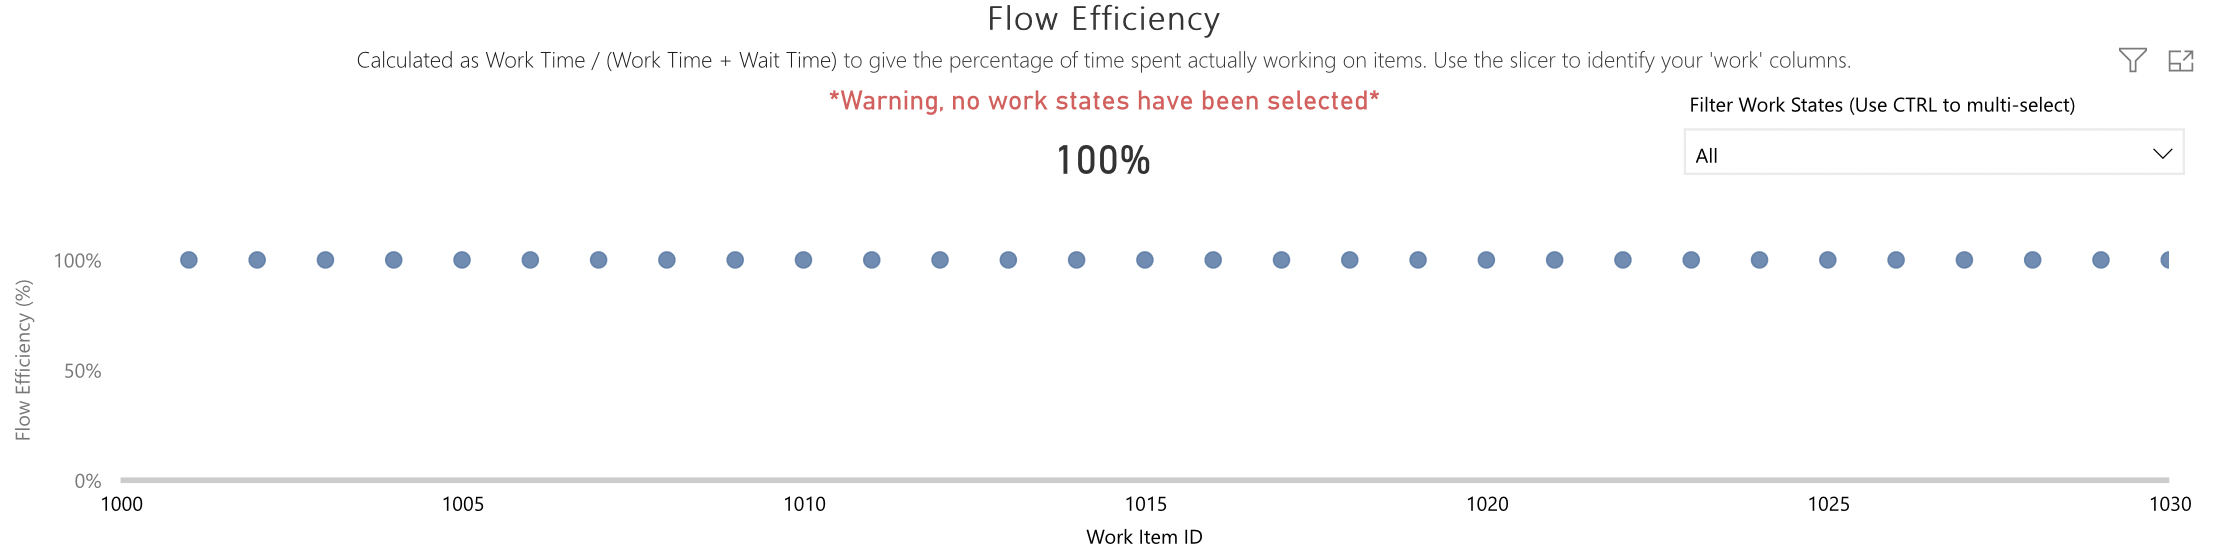 Flow Efficiency
Calculated as Work Time / (Work Time + Wait Time) to give the percentage of time spent actually working on items. Use the slicer to identify your 'work' columns.
*Warning, no work states have been selected*
Filter Work States (Use CTRL to multi-select)
100%
All
Flow Efficiency (%)
100%
50%
0%
1000 1005 1010 1015 1020 1025 1030
Work Item ID